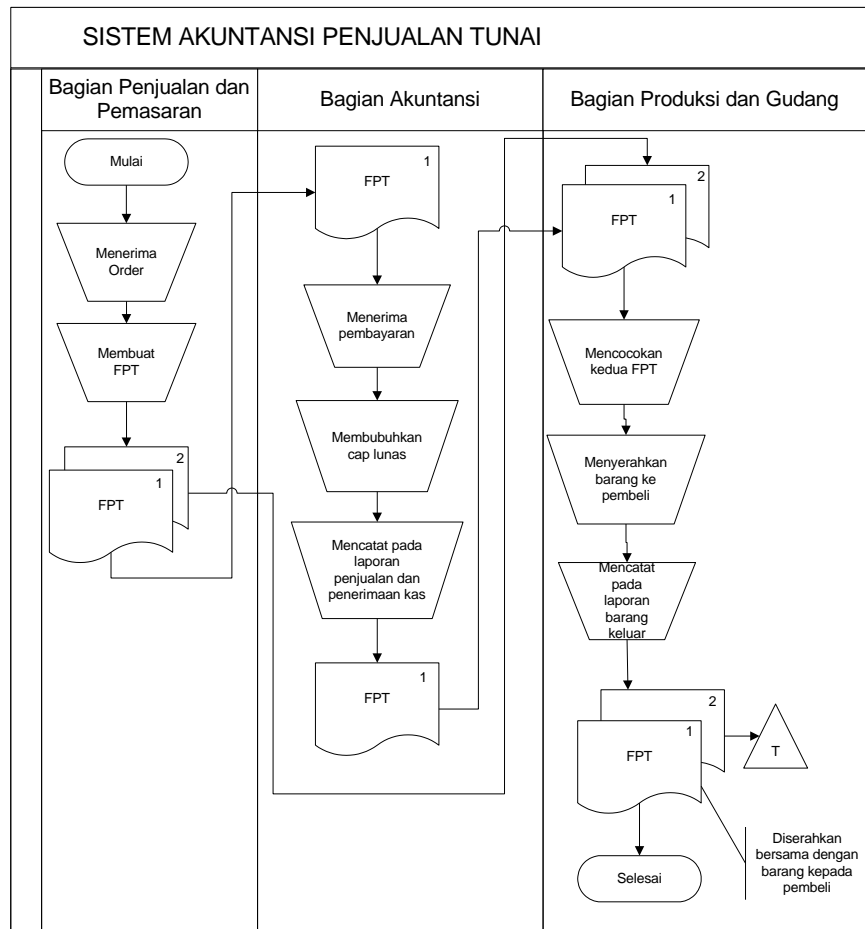 SISTEM AKUNTANSI PENJUALAN TUNAI
Bagian Penjualan dan
Pemasaran
Bagian Akuntansi
Bagian Produksi dan Gudang
Mulai
Menerima
Order
Membuat
FPT
2
1
FPT
1
FPT
Menerima
pembayaran
Membubuhkan
cap lunas
Mencatat pada
laporan
penjualan dan
penerimaan kas
1
FPT
2
1
FPT
Mencocokan
kedua FPT
Menyerahkan
barang ke
pembeli
Mencatat
pada
laporan
barang
keluar
2
1
FPT
T
Diserahkan
bersama dengan
barang kepada
pembeli
Selesai